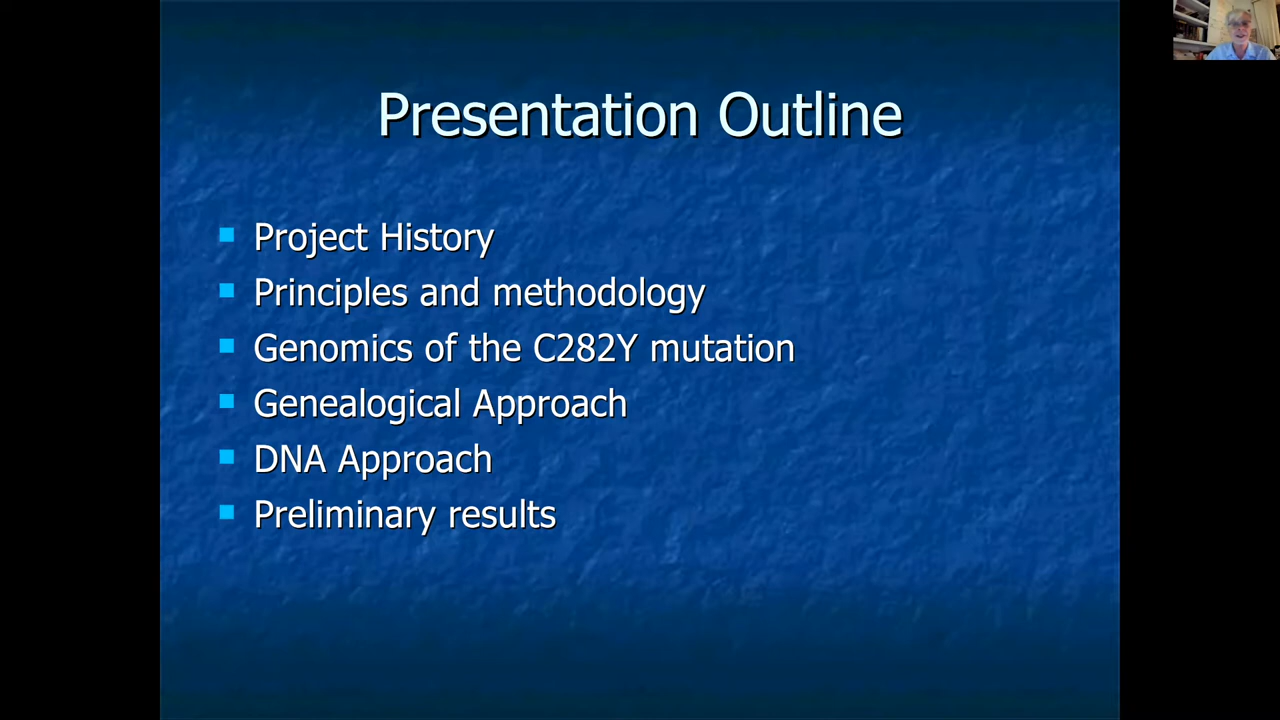 Presentation Outline
Project History
Principles and methodology
Genomics of the C282Y mutation
Genealogical Approach
DNA Approach
Preliminary results